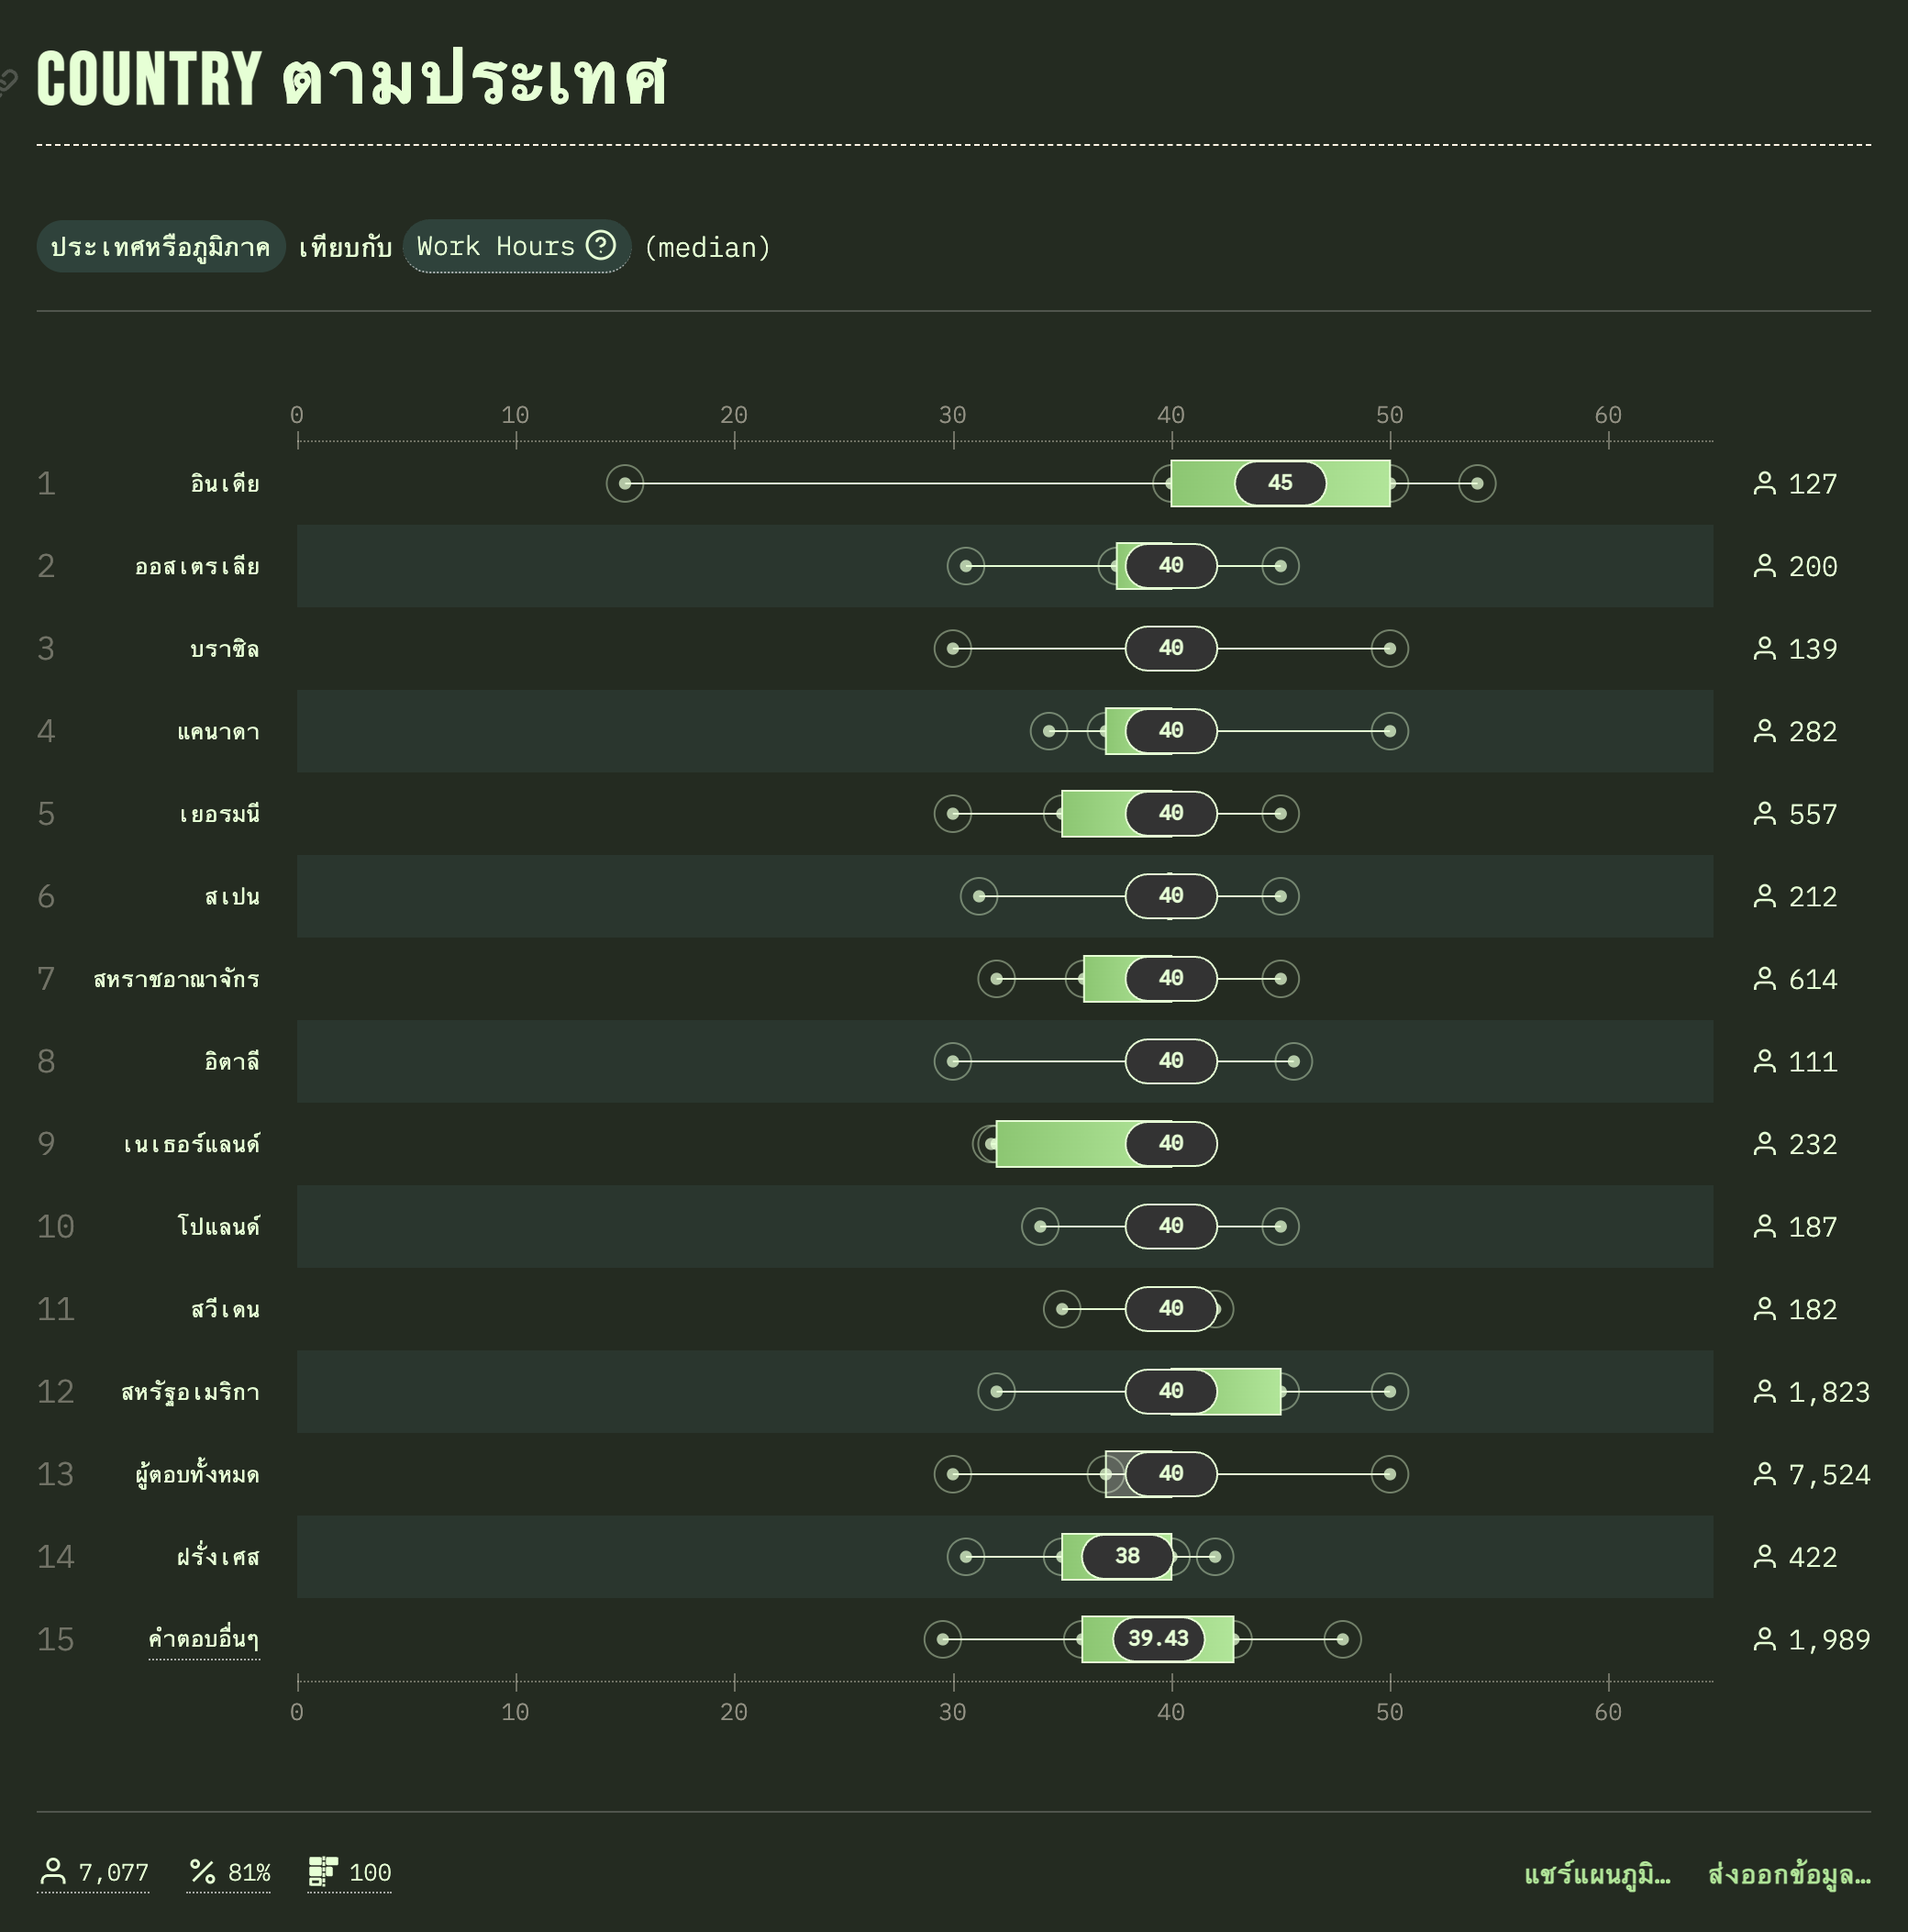 COUNTRY ตามประเทศ
ประเทศหรือภูมิภาค เทียบกับ Work Hours (median)
0 10 20 30 40 50 60
1 อินเดีย 45 127
2 ออสเตรเลีย 40 200
3 บราซิล 40 139
4 แคนาดา 40 282
5 เยอรมนี 40 557
6 สเปน 40 212
7 สหราชอาณาจักร 40 614
8 อิตาลี 40 111
9 เนเธอร์แลนด์ 40 232
10 โปแลนด์ 40 187
11 สวีเดน 40 182
12 สหรัฐอเมริกา 40 1,823
13 ผู้ตอบทั้งหมด 40 7,524
14 ฝรั่งเศส 38 422
15 คำตอบอื่นๆ 39.43 1,989
0 10 20 30 40 50 60
7,077 81% 100 แชร์แผนภูมิ… ส่งออกข้อมูล…